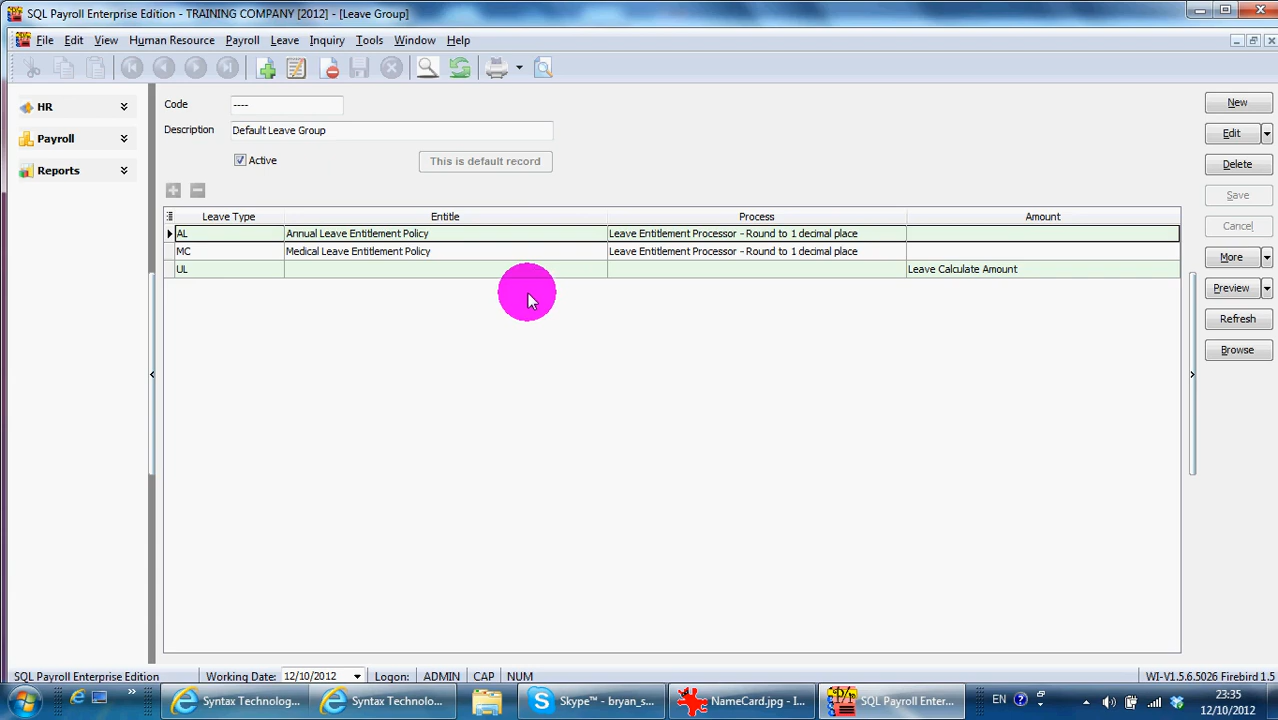 SQL Payroll Enterprise Edition - TRAINING COMPANY [2012] - [Leave Group]
File Edit View Human Resource Payroll Leave Inquiry Tools Window Help
HR
Payroll
Reports
Code ----
Description Default Leave Group
Active This is default record
Leave Type Entitle Process Amount
AL Annual Leave Entitlement Policy Leave Entitlement Processor - Round to 1 decimal place
MC Medical Leave Entitlement Policy Leave Entitlement Processor - Round to 1 decimal place
UL Leave Calculate Amount
New
Edit
Delete
Save
Cancel
More
Preview
Refresh
Browse
SQL Payroll Enterprise Edition Working Date: 12/10/2012 Logon: ADMIN CAP NUM WI-V1.5.6.5026 Firebird 1.5
Syntax Technolog... Syntax Technolo... Skype™ - bryan_s... NameCard.jpg - I... SQL Payroll Enter... EN 23:35
12/10/2012